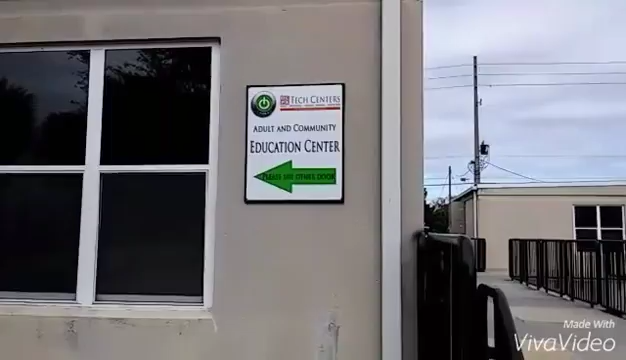 Tech Centers
Adult and Community
Education Center
Please use other door
Made With
VivaVideo